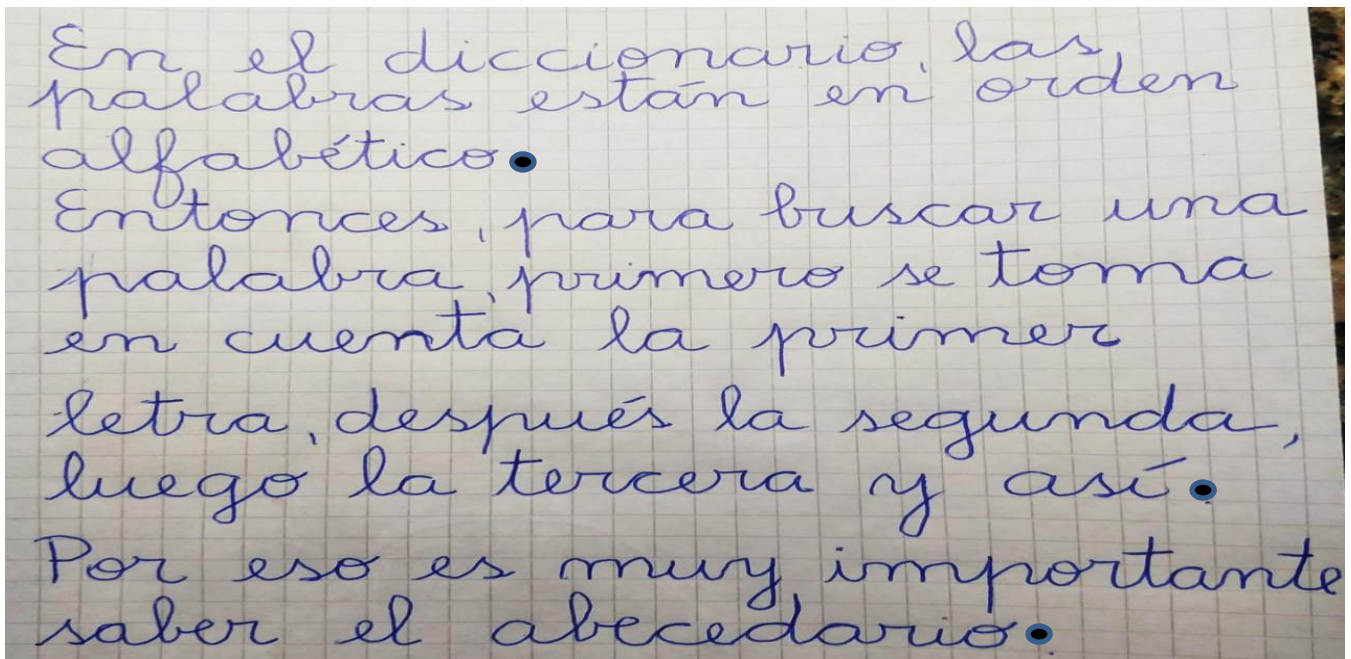 En el diccionario, las
palabras están en orden
alfabético.
Entonces, para buscar una
palabra, primero se toma
en cuenta la primer
letra, después la segunda,
luego la tercera y así.
Por eso es muy importante
saber el abecedario.